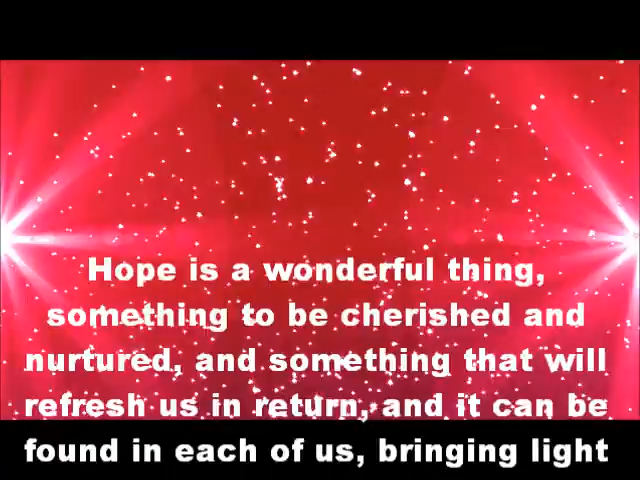 Hope is a wonderful thing,
something to be cherished and
nurtured, and something that will
refresh us in return, and it can be
found in each of us, bringing light